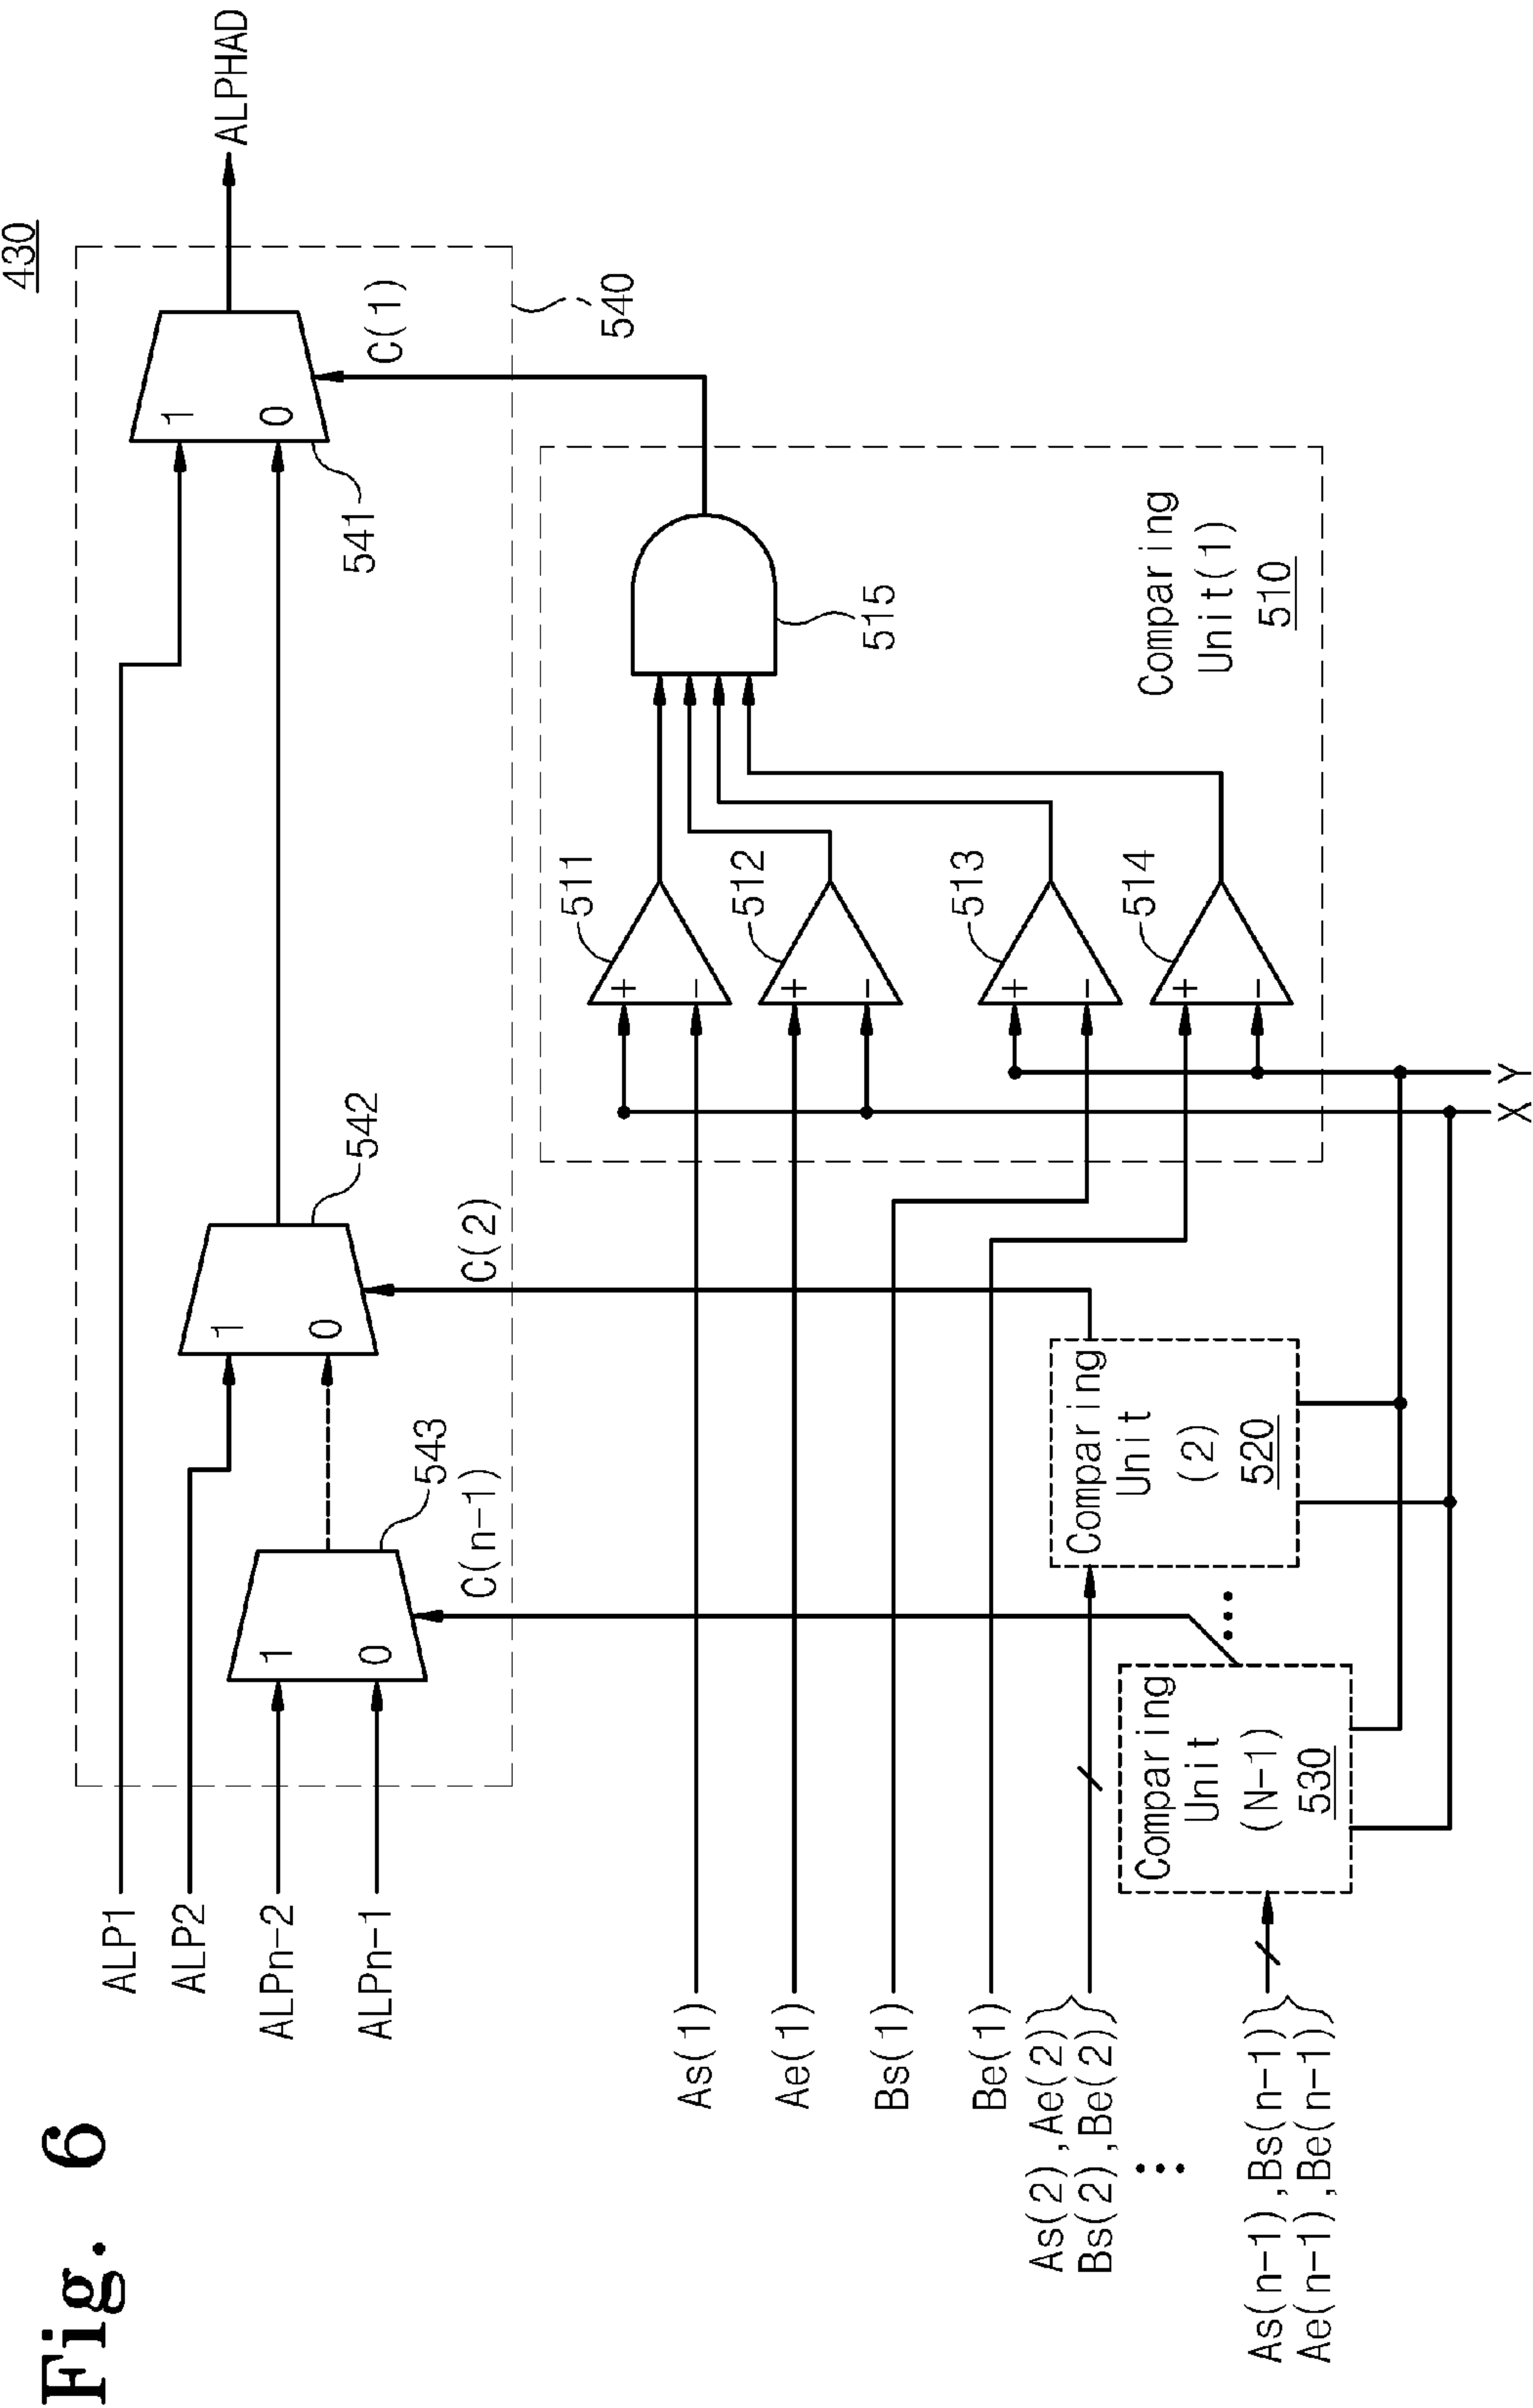 Fig. 6
430
ALP1
ALP2
ALPn-2
ALPn-1
1
0
543
1
0
542
1
0
541
ALPHAD
C(n-1)
C(2)
C(1)
540
As(1)
Ae(1)
Bs(1)
Be(1)
As(2),Ae(2)
Bs(2),Be(2)
As(n-1),Bs(n-1)
Ae(n-1),Be(n-1)
+
-
511
+
-
512
+
-
513
+
-
514
515
Comparing
Unit(1)
510
Comparing
Unit
(2)
520
Comparing
Unit
(N-1)
530
X
Y